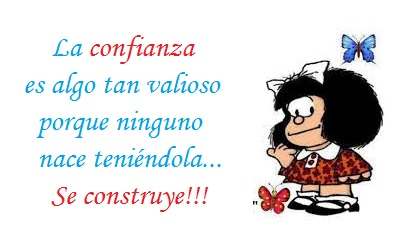 La confianza
es algo tan valioso
porque ninguno
nace teniéndola...
Se construye!!!
"